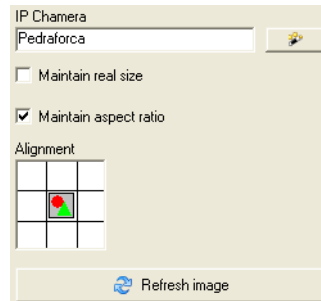 IP Chamera
Pedraforca
Maintain real size
Maintain aspect ratio
Alignment
Refresh image